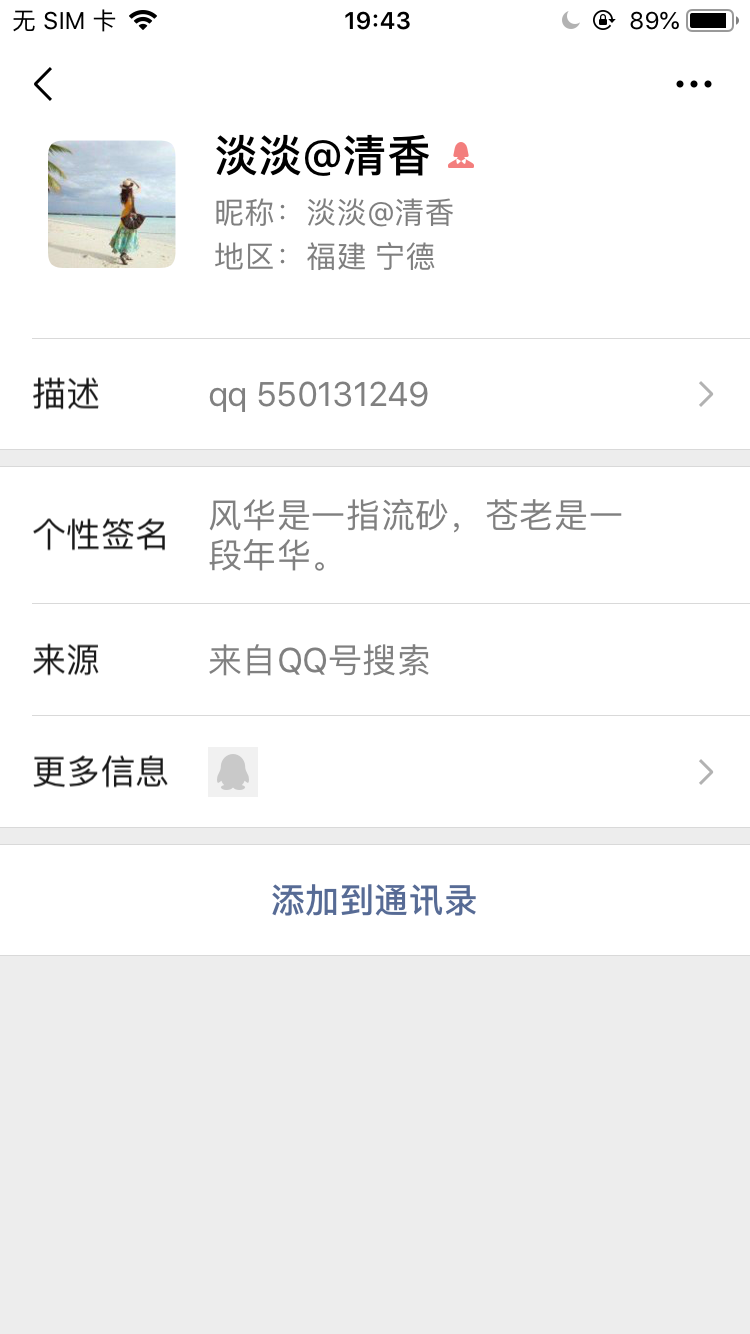 无 SIM 卡 19:43 89%
淡淡@清香
昵称：淡淡@清香
地区：福建 宁德
描述 qq 550131249
个性签名 风华是一指流砂，苍老是一
段年华。
来源 来自QQ号搜索
更多信息
添加到通讯录